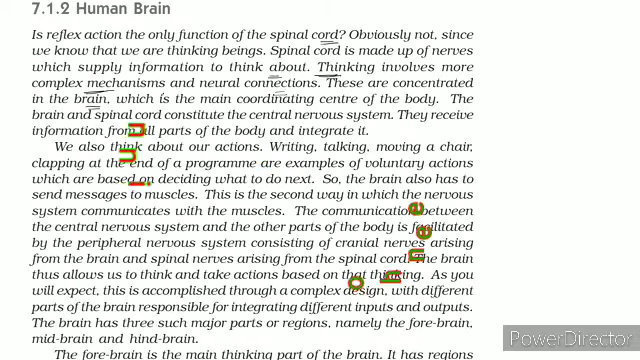 7.1.2 Human Brain
Is reflex action the only function of the spinal cord? Obviously not, since
we know that we are thinking beings. Spinal cord is made up of nerves
which supply information to think about. Thinking involves more
complex mechanisms and neural connections. These are concentrated
in the brain, which is the main coordinating centre of the body. The
brain and spinal cord constitute the central nervous system. They receive
information from all parts of the body and integrate it.
We also think about our actions. Writing, talking, moving a chair,
clapping at the end of a programme are examples of voluntary actions
which are based on deciding what to do next. So, the brain also has to
send messages to muscles. This is the second way in which the nervous
system communicates with the muscles. The communication between
the central nervous system and the other parts of the body is facilitated
by the peripheral nervous system consisting of cranial nerves arising
from the brain and spinal nerves arising from the spinal cord. The brain
thus allows us to think and take actions based on that thinking. As you
will expect, this is accomplished through a complex design, with different
parts of the brain responsible for integrating different inputs and outputs.
The brain has three such major parts or regions, namely the fore-brain,
mid-brain and hind-brain.
The fore-brain is the main thinking part of the brain. It has regions
PowerDirector